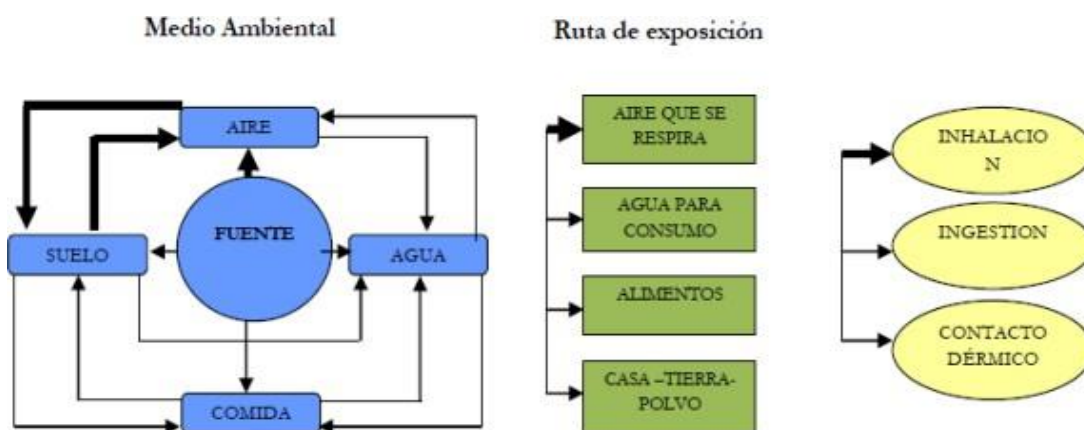 Medio Ambiental
Ruta de exposición
AIRE
FUENTE
SUELO
AGUA
COMIDA
AIRE QUE SE
RESPIRA
AGUA PARA
CONSUMO
ALIMENTOS
CASA –TIERRA-
POLVO
INHALACIO
N
INGESTION
CONTACTO
DÉRMICO